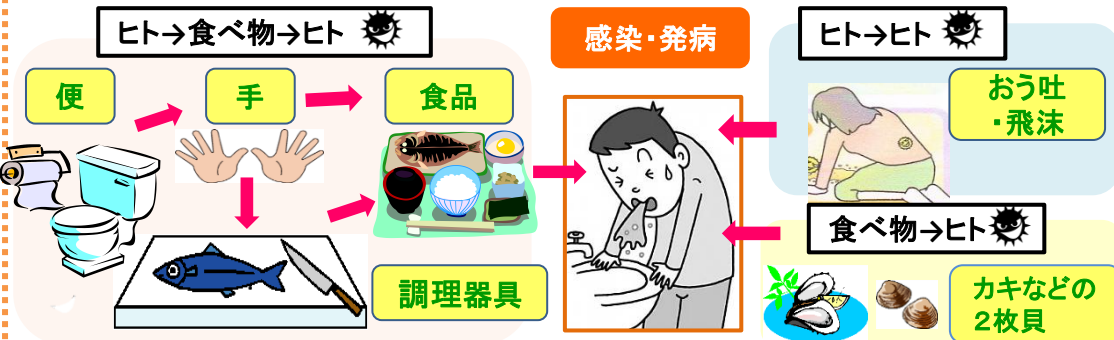 ヒト→食べ物→ヒト
便
手
食品
調理器具
感染・発病
ヒト→ヒト
おう吐
・飛沫
食べ物→ヒト
カキなどの
２枚貝